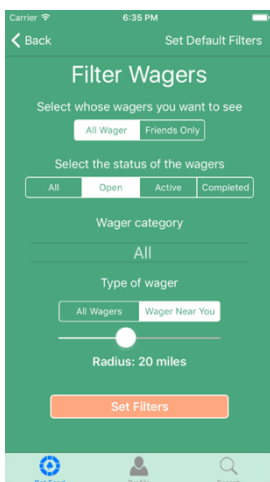 Carrier 6:35 PM
Back Set Default Filters
Filter Wagers
Select whose wagers you want to see
All Wager Friends Only
Select the status of the wagers
All Open Active Completed
Wager category
All
Type of wager
All Wagers Wager Near You
Radius: 20 miles
Set Filters